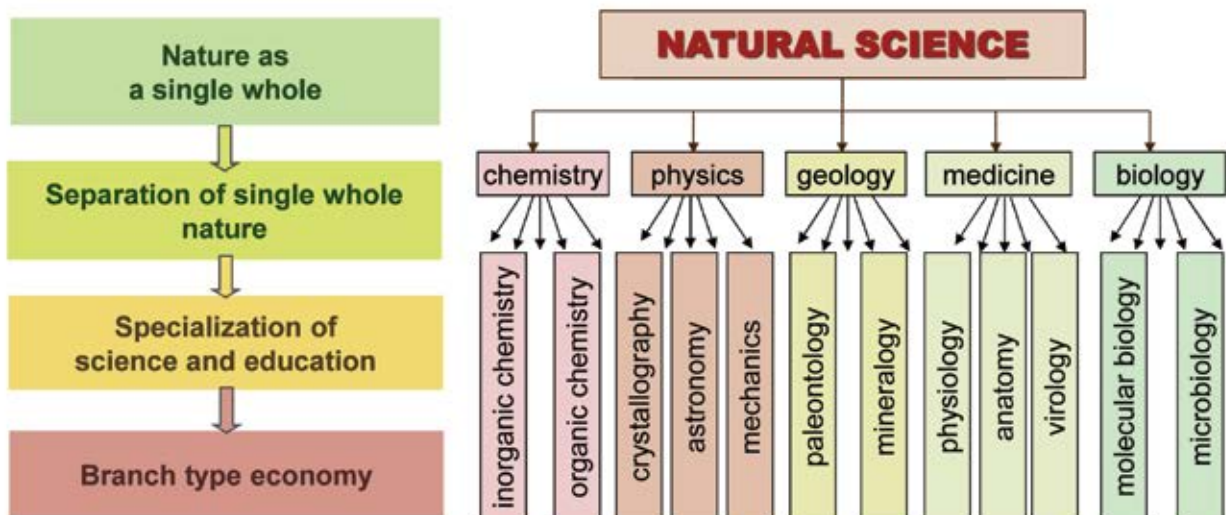 Nature as
a single whole
Separation of single whole
nature
Specialization of
science and education
Branch type economy
NATURAL SCIENCE
chemistry
physics
geology
medicine
biology
inorganic chemistry
organic chemistry
crystallography
astronomy
mechanics
paleontology
mineralogy
physiology
anatomy
virology
molecular biology
microbiology